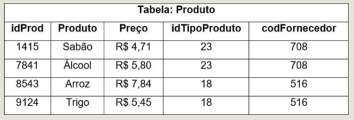 Tabela: Produto
idProd Produto Preço idTipoProduto codFornecedor
1415 Sabão R$ 4,71 23 708
7841 Álcool R$ 5,80 23 708
8543 Arroz R$ 7,84 18 516
9124 Trigo R$ 5,45 18 516